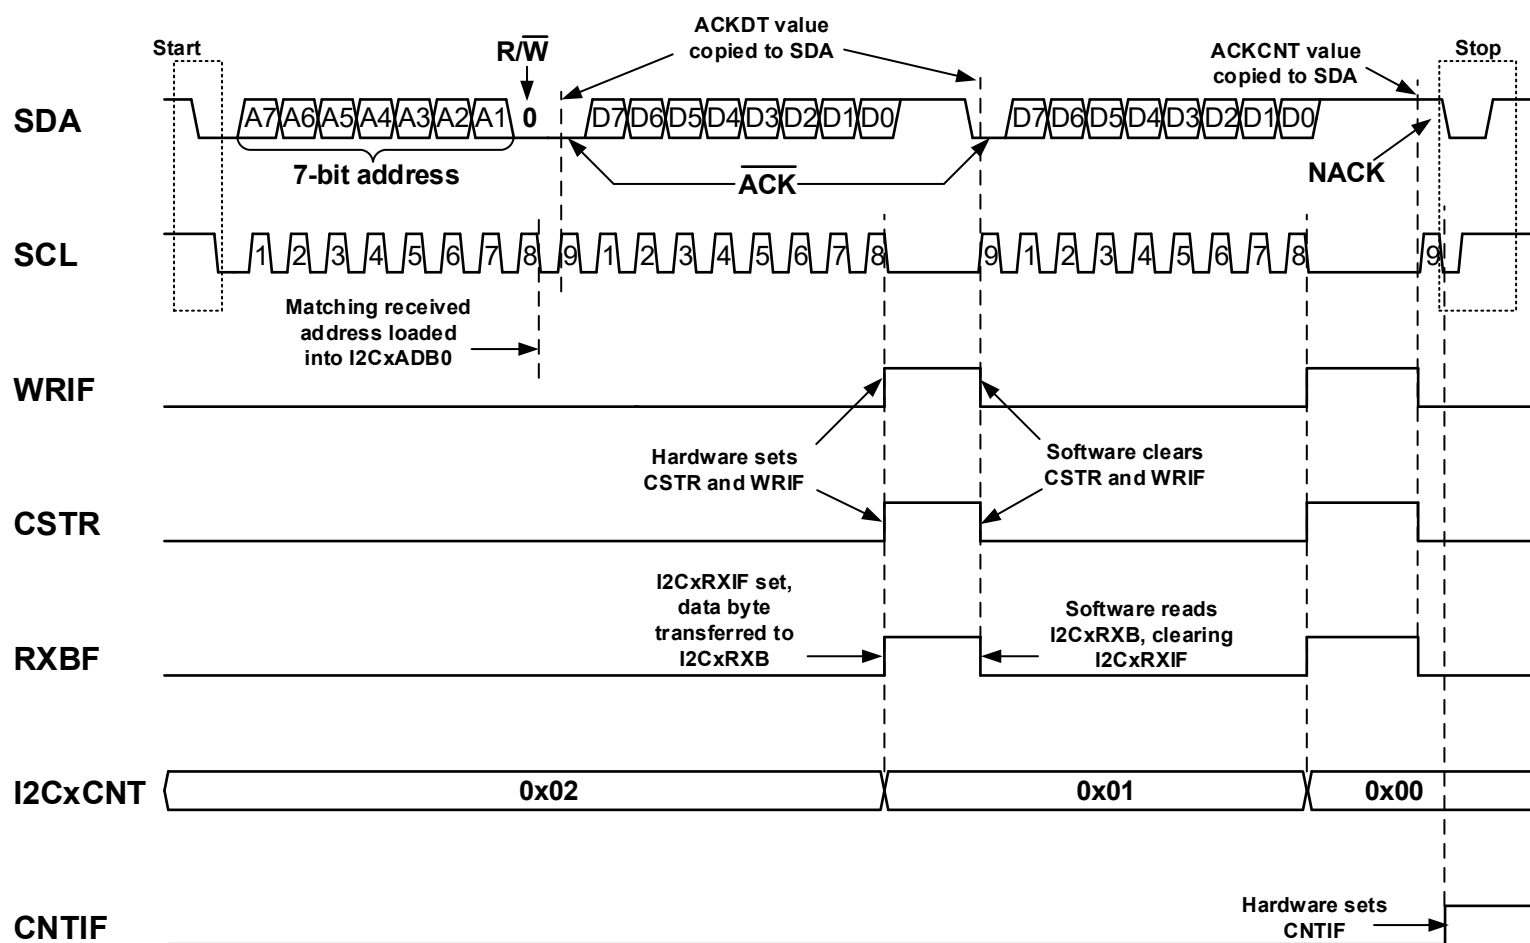 ACKDT value
copied to SDA
Start
R/W
ACKCNT value
copied to SDA
Stop
SDA
A7 A6 A5 A4 A3 A2 A1 0 D7 D6 D5 D4 D3 D2 D1 D0 D7 D6 D5 D4 D3 D2 D1 D0
7-bit address
ACK
NACK
SCL
1 2 3 4 5 6 7 8 9 1 2 3 4 5 6 7 8 9 1 2 3 4 5 6 7 8 9
Matching received
address loaded
into I2CxADB0
WRIF
Hardware sets
CSTR and WRIF
Software clears
CSTR and WRIF
CSTR
I2CxRXIF set,
data byte
transferred to
I2CxRXB
Software reads
I2CxRXB, clearing
I2CxRXIF
RXBF
I2CxCNT
0x02 0x01 0x00
Hardware sets
CNTIF
CNTIF